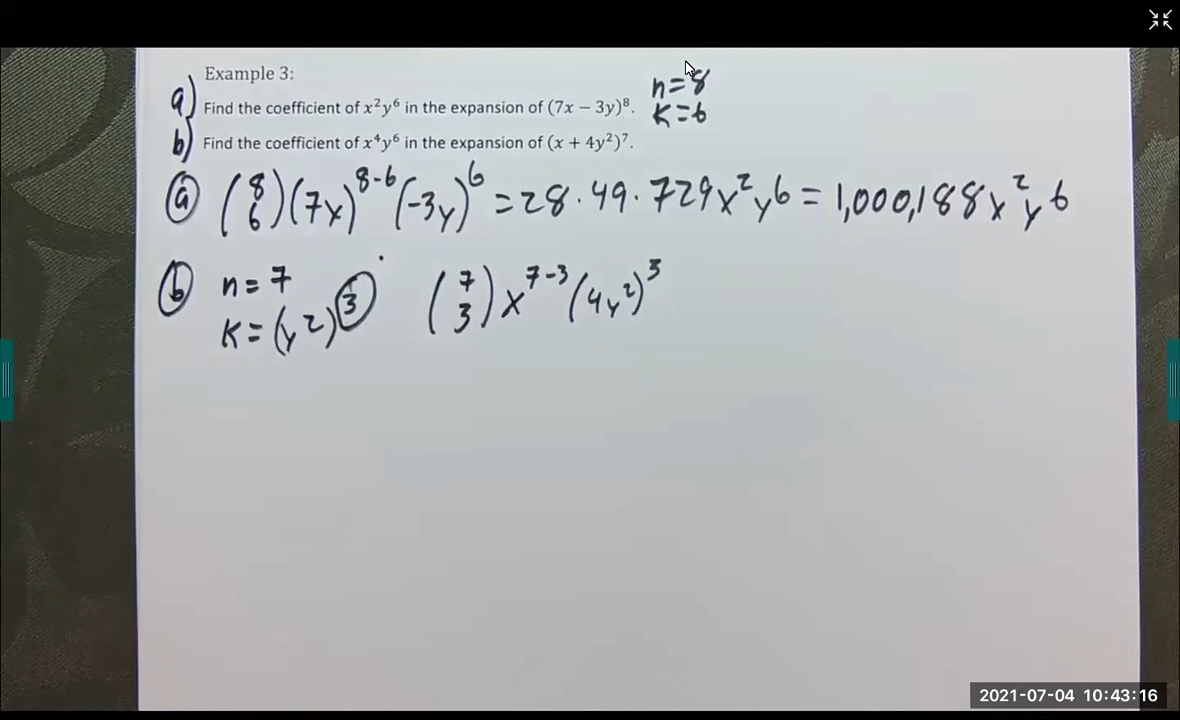 Example 3:
n=8
a) Find the coefficient of x²y⁶ in the expansion of (7x − 3y)⁸.
K=6
b) Find the coefficient of x⁴y⁶ in the expansion of (x + 4y²)⁷.
ⓐ (8 6)(7x)⁸⁻⁶(-3y)⁶ = 28·49·729x²y6 = 1,000,188x²y6
ⓑ n=7
K=(y2)③ (7 3)x⁷⁻³(4y²)³
2021-07-04 10:43:16